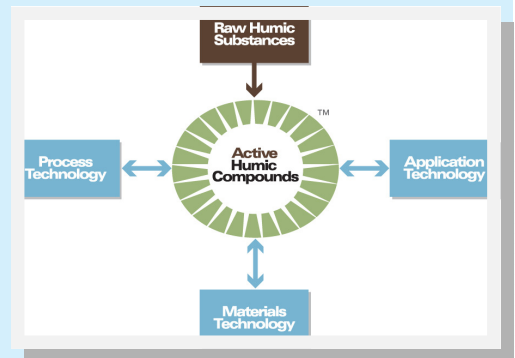 Raw Humic
Substances
TM
Active
Humic
Compounds
Process
Technology
Application
Technology
Materials
Technology